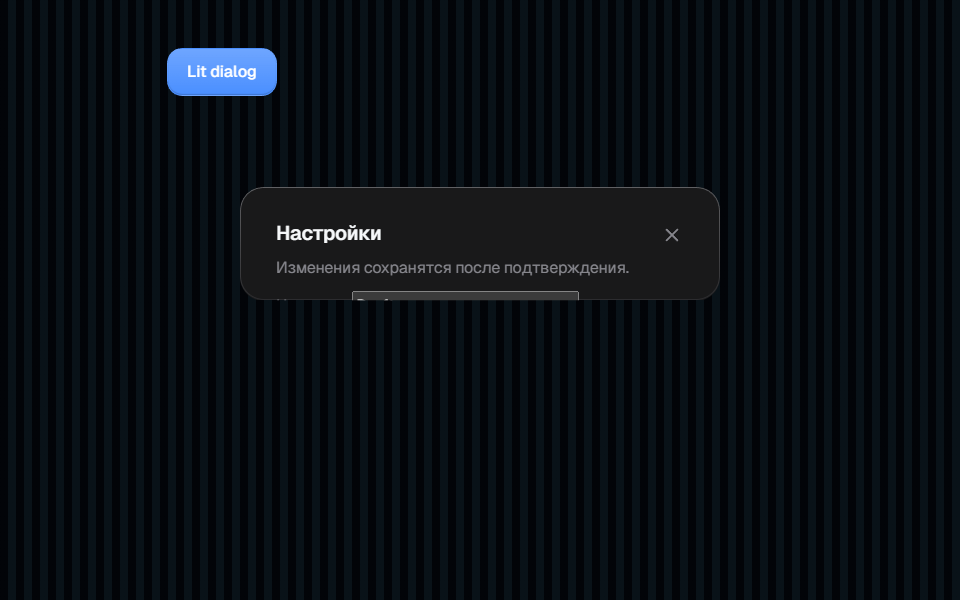 Lit dialog
Настройки
Изменения сохранятся после подтверждения.